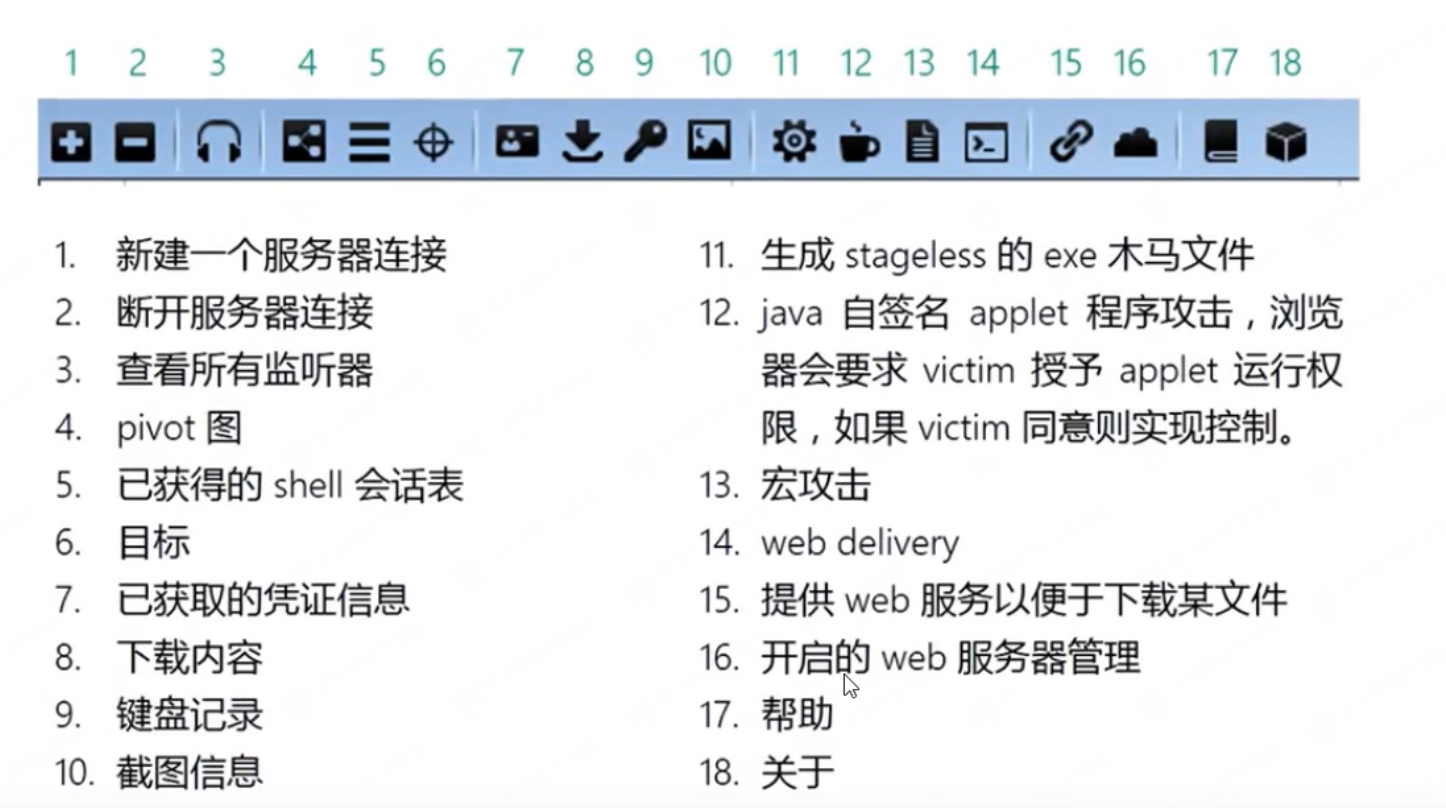 1 2 3 4 5 6 7 8 9 10 11 12 13 14 15 16 17 18
1. 新建一个服务器连接
2. 断开服务器连接
3. 查看所有监听器
4. pivot 图
5. 已获得的 shell 会话表
6. 目标
7. 已获取的凭证信息
8. 下载内容
9. 键盘记录
10. 截图信息
11. 生成 stageless 的 exe 木马文件
12. java 自签名 applet 程序攻击，浏览
器会要求 victim 授予 applet 运行权
限，如果 victim 同意则实现控制。
13. 宏攻击
14. web delivery
15. 提供 web 服务以便于下载某文件
16. 开启的 web 服务器管理
17. 帮助
18. 关于